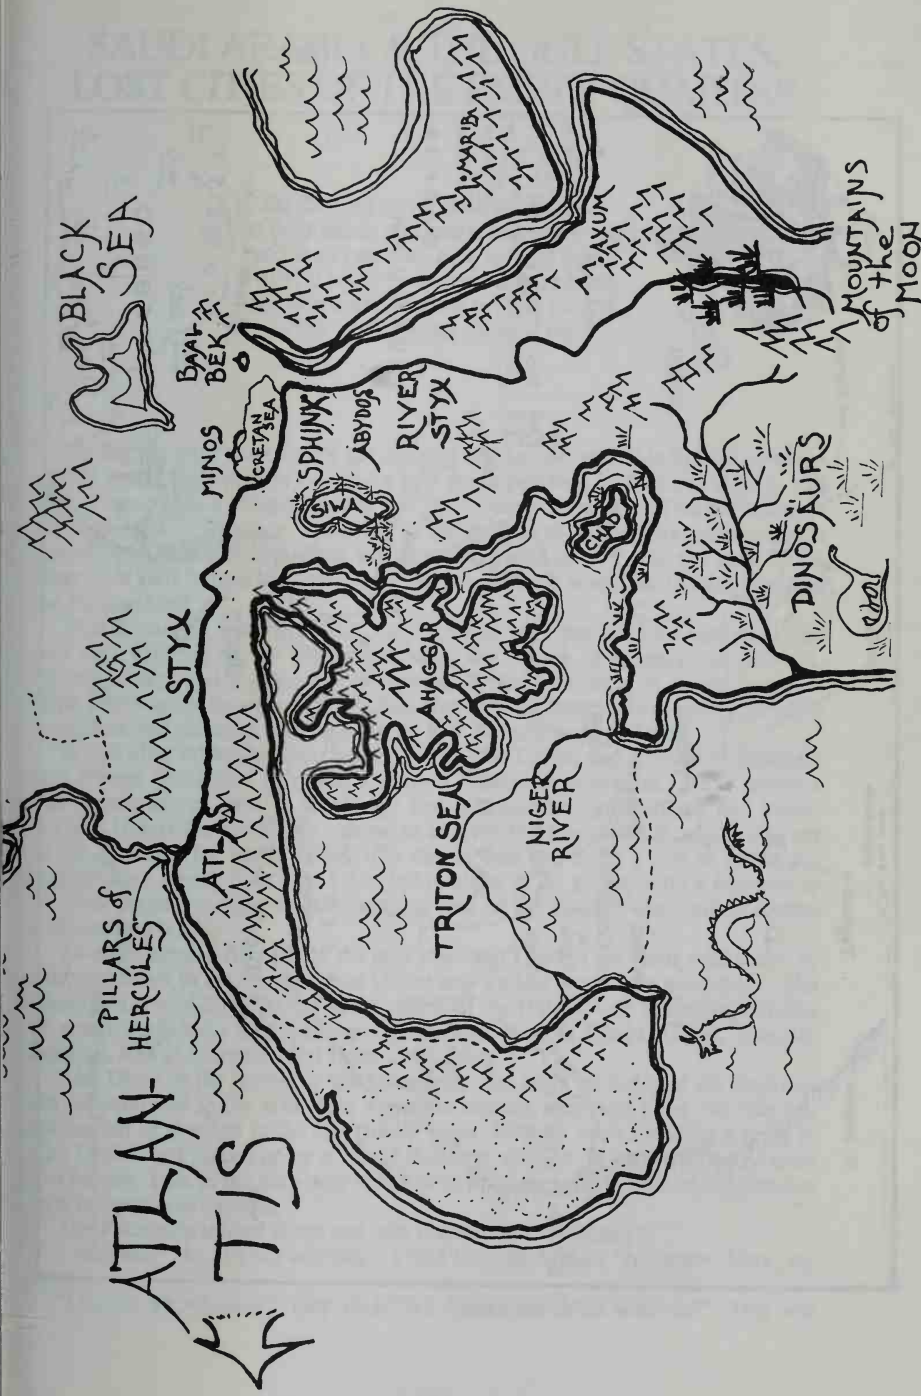 ATLAN-
TIS
PILLARS of
HERCULES
ATLAS
STYX
MINOS
CRETAN
SEA
BLACK
SEA
BAAL
BEK
SPHINX
ABYDOS
RIVER
STYX
SIWA
AHAGGAR
TRITON SEA
NIGER
RIVER
CHAD
MARIB
AXUM
DINOSAURS
MOUNTAINS
of the
MOON